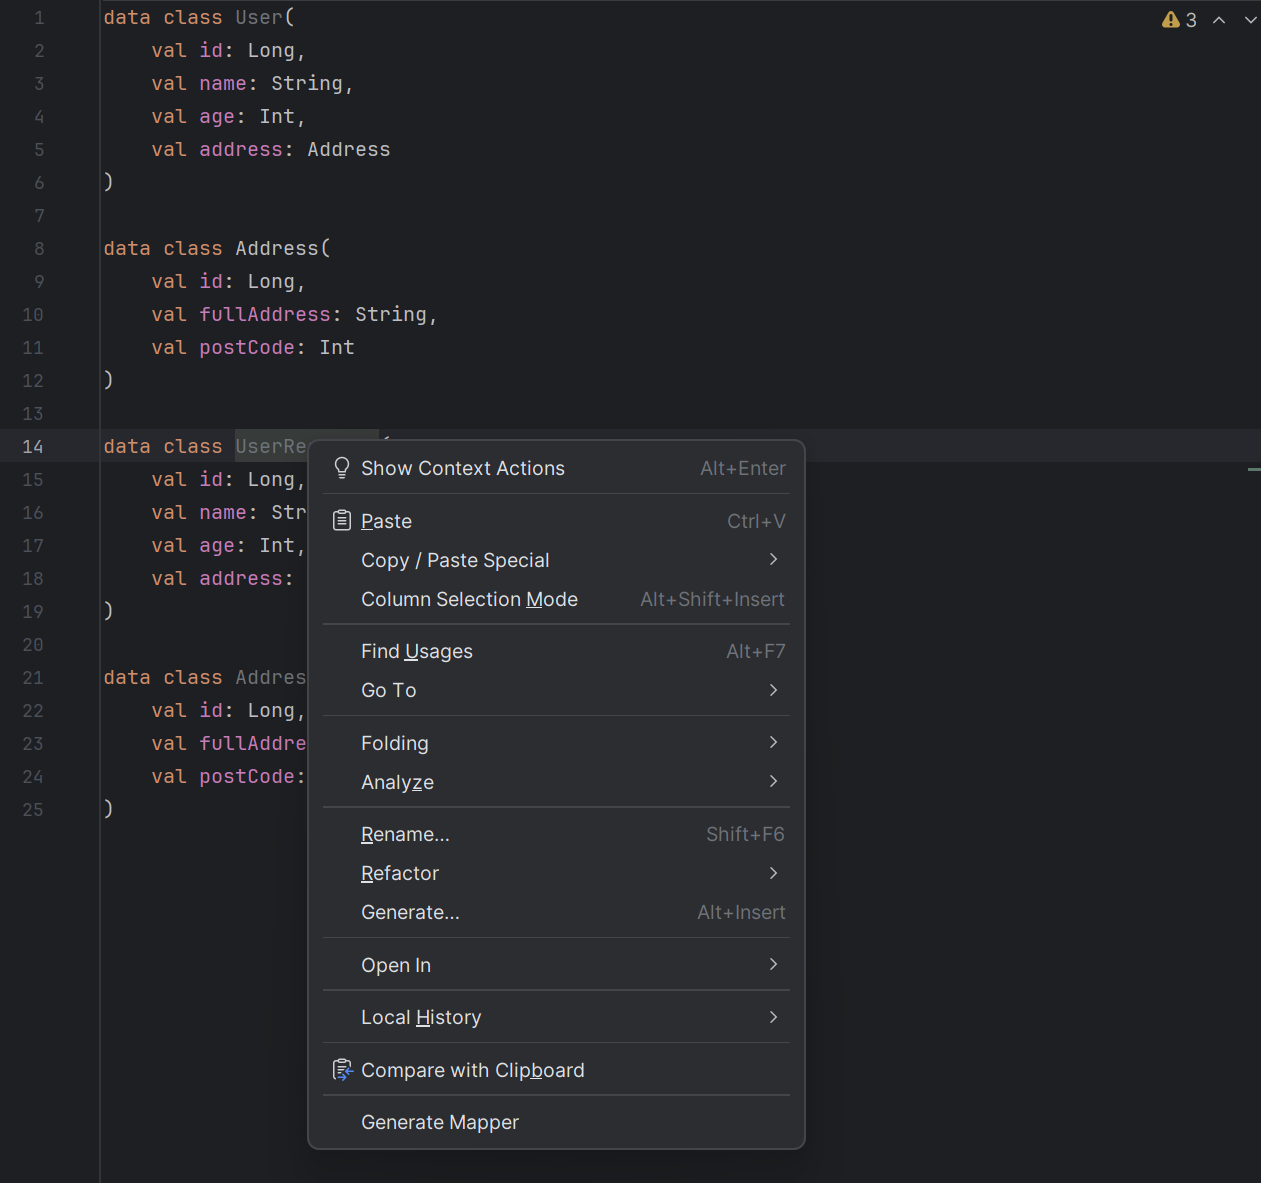 1 data class User(
2 val id: Long,
3 val name: String,
4 val age: Int,
5 val address: Address
6 )
7
8 data class Address(
9 val id: Long,
10 val fullAddress: String,
11 val postCode: Int
12 )
13
14 data class UserRe
15 val id: Long,
16 val name: Str
17 val age: Int,
18 val address:
19 )
20
21 data class Addres
22 val id: Long,
23 val fullAddre
24 val postCode:
25 )
3
Show Context Actions Alt+Enter
Paste Ctrl+V
Copy / Paste Special
Column Selection Mode Alt+Shift+Insert
Find Usages Alt+F7
Go To
Folding
Analyze
Rename... Shift+F6
Refactor
Generate... Alt+Insert
Open In
Local History
Compare with Clipboard
Generate Mapper